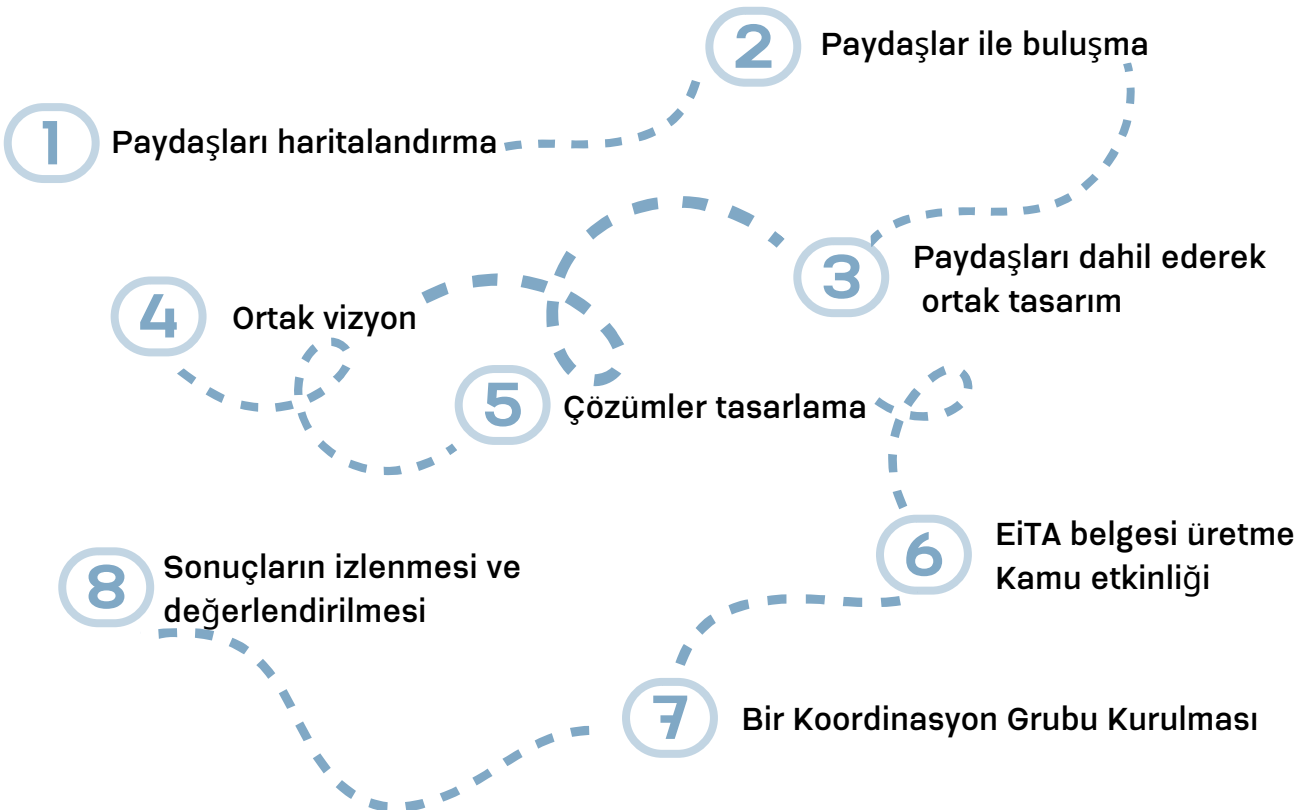 1 Paydaşları haritalandırma
2 Paydaşlar ile buluşma
3 Paydaşları dahil ederek
ortak tasarım
4 Ortak vizyon
5 Çözümler tasarlama
6 EiTA belgesi üretme
Kamu etkinliği
7 Bir Koordinasyon Grubu Kurulması
8 Sonuçların izlenmesi ve
değerlendirilmesi